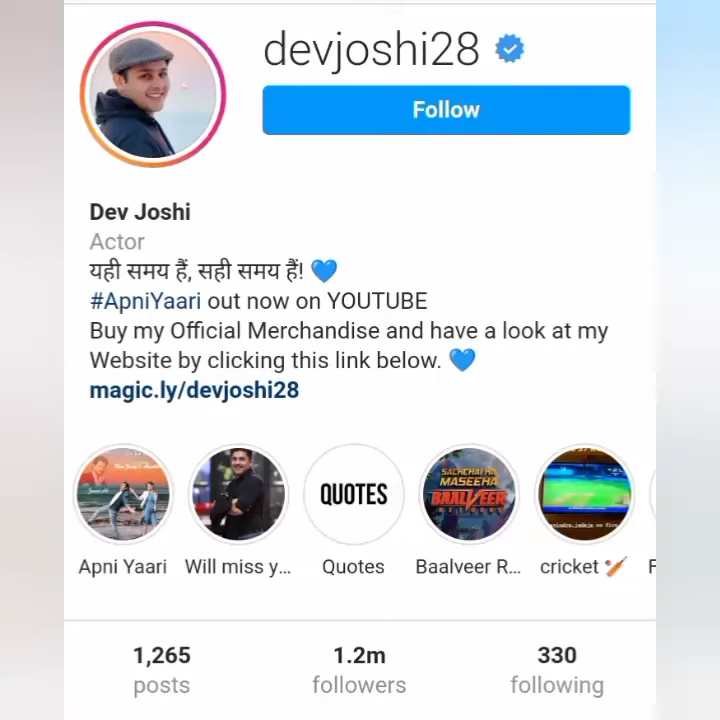 devjoshi28
Follow
Dev Joshi
Actor
यही समय हैं, सही समय हैं! 💙
#ApniYaari out now on YOUTUBE
Buy my Official Merchandise and have a look at my
Website by clicking this link below. 💙
magic.ly/devjoshi28
QUOTES
SACHCHAI KA
MASEEHA
BAALVEER
RETURNS
Apni Yaari
Will miss y...
Quotes
Baalveer R...
cricket 🏏
F
1,265
1.2m
330
posts
followers
following